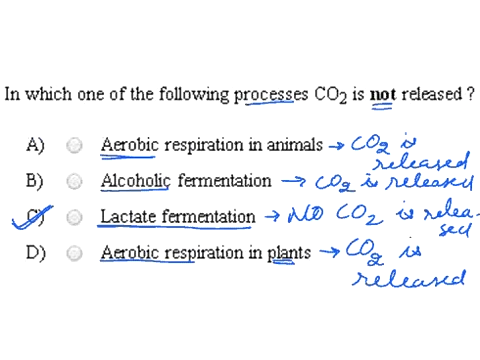 In which one of the following processes CO2 is not released ?
A) Aerobic respiration in animals → CO2 is released
B) Alcoholic fermentation → CO2 is released
C) Lactate fermentation → NO CO2 is relea-sed
D) Aerobic respiration in plants → CO2 is released